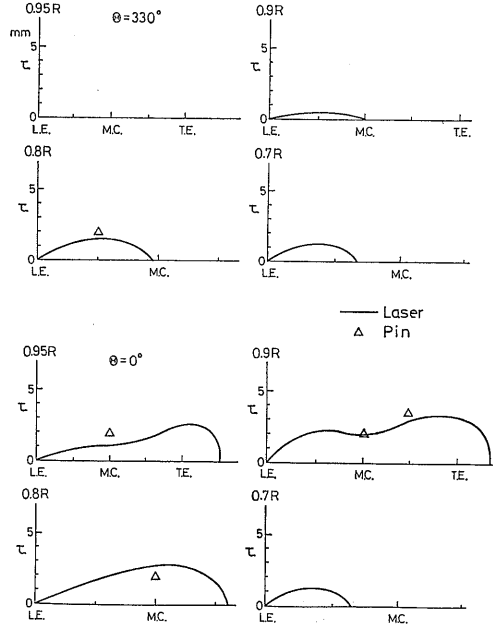 0.95R
Θ=330°
0.9R
mm
5
τ
0
L.E. M.C. T.E.
5
τ
0
L.E. M.C. T.E.
0.8R
0.7R
5
τ
0
L.E. M.C.
5
τ
0
L.E. M.C.
Laser
Pin
0.95R
Θ=0°
0.9R
5
τ
0
L.E. M.C. T.E.
5
τ
0
L.E. M.C. T.E.
0.8R
0.7R
5
τ
0
L.E. M.C.
5
τ
0
L.E. M.C.